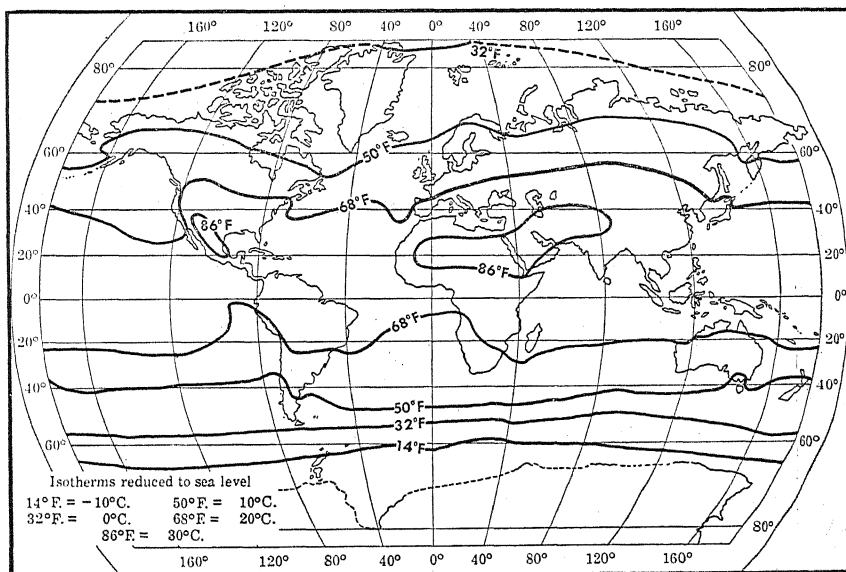 160° 120° 80° 40° 0° 40° 80° 120° 160°
32°F
80° 80°
50°F
60° 60°
68°F
40° 86°F 40°
20° 86°F 20°
0° 0°
68°F
20° 20°
40° 50°F 40°
32°F
60° 14°F 60°
Isotherms reduced to sea level
14°F. = −10°C. 50°F. = 10°C.
32°F. = 0°C. 68°F. = 20°C.
86°F. = 30°C.
80°
160° 120° 80° 40° 0° 40° 80° 120° 160°